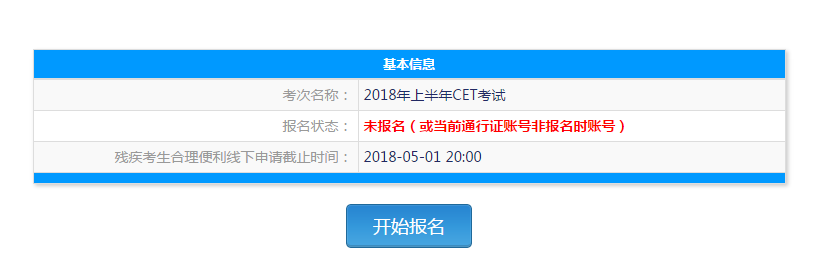 基本信息
考次名称： 2018年上半年CET考试
报名状态： 未报名（或当前通行证账号非报名时账号）
残疾考生合理便利线下申请截止时间： 2018-05-01 20:00
开始报名